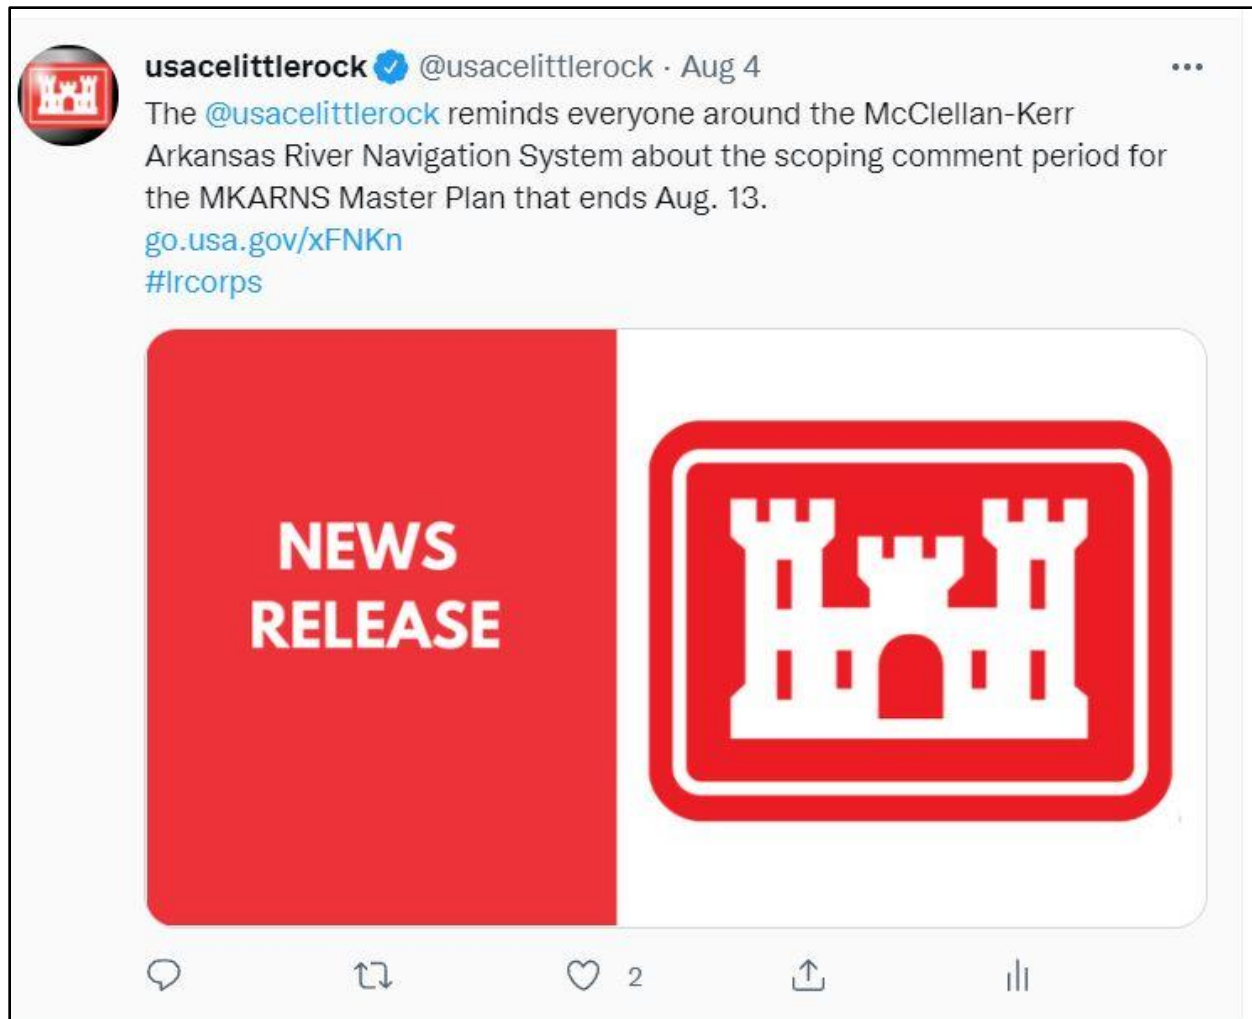 usacelittlerock @usacelittlerock · Aug 4
The @usacelittlerock reminds everyone around the McClellan-Kerr
Arkansas River Navigation System about the scoping comment period for
the MKARNS Master Plan that ends Aug. 13.
go.usa.gov/xFNKn
#lrcorps
NEWS
RELEASE
2